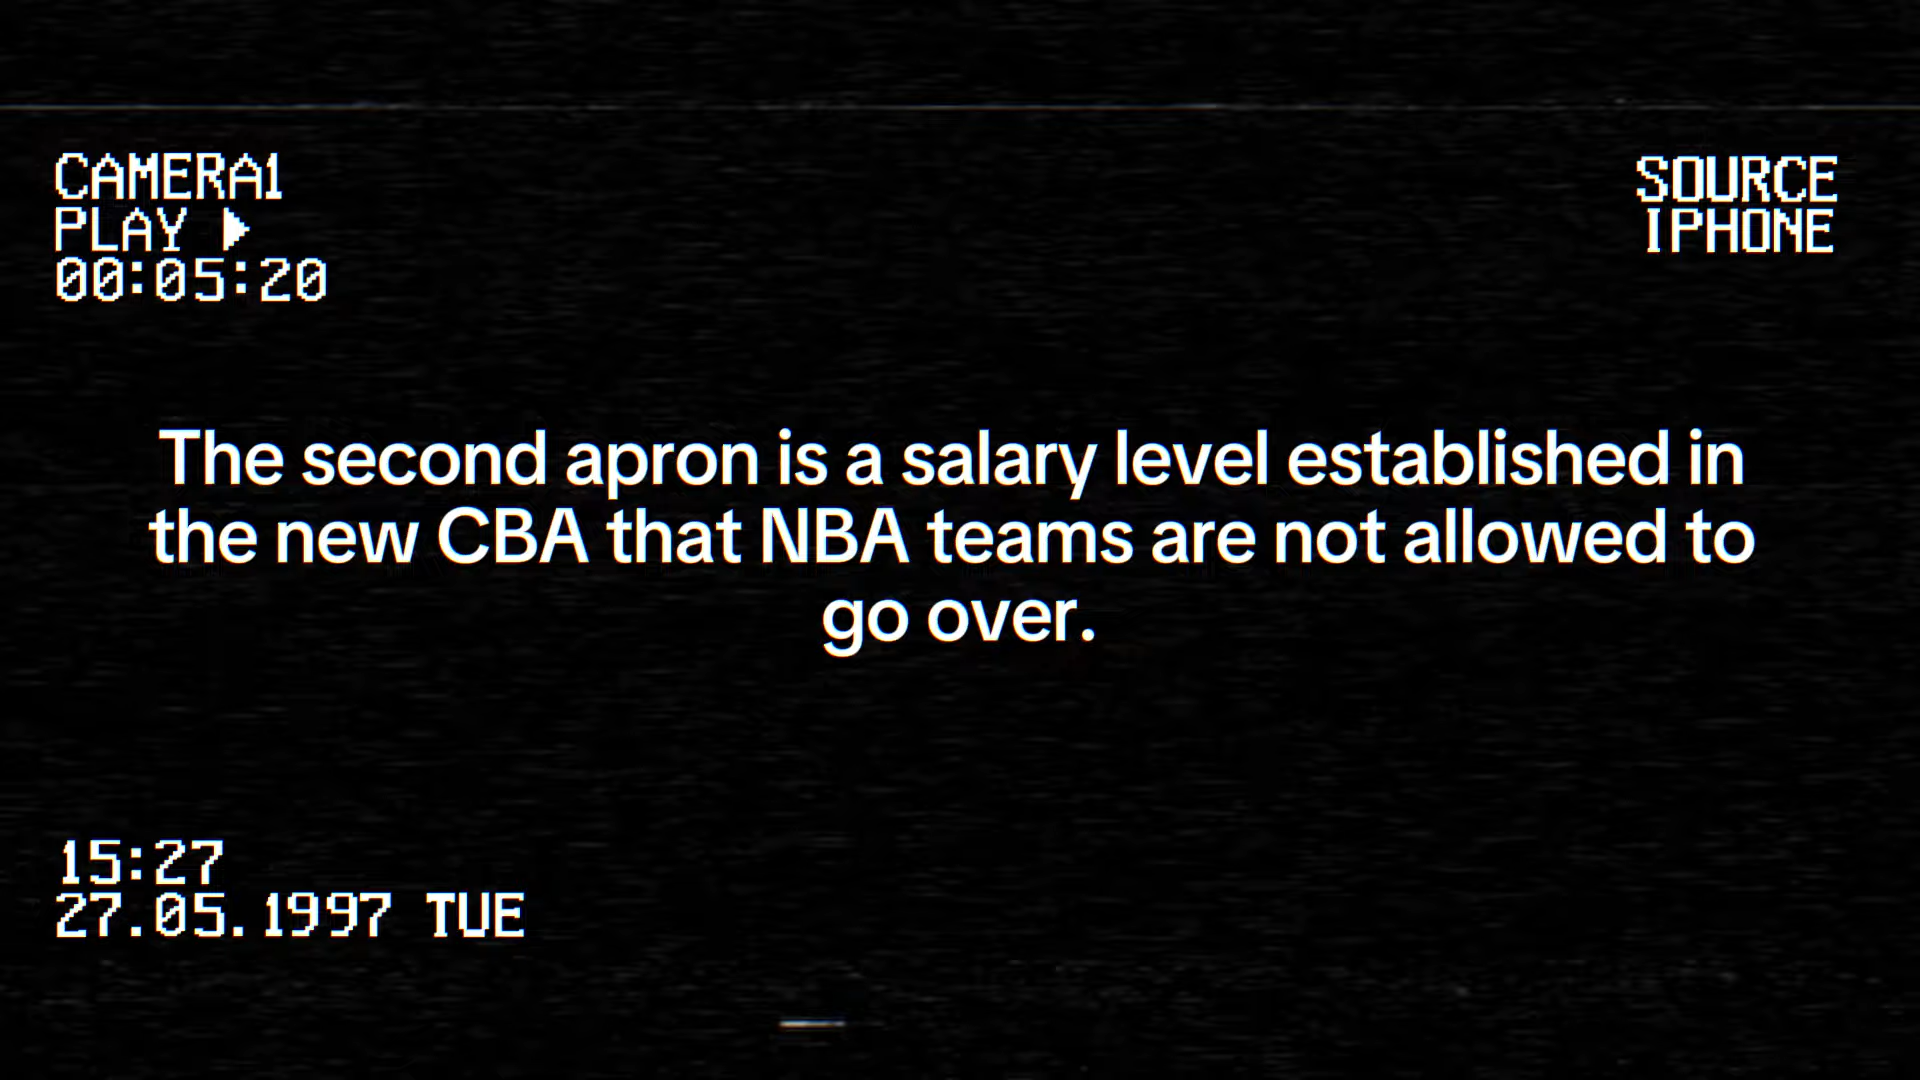 CAMERA1
PLAY ▶
00:05:20
SOURCE
IPHONE
The second apron is a salary level established in
the new CBA that NBA teams are not allowed to
go over.
15:27
27.05.1997 TUE